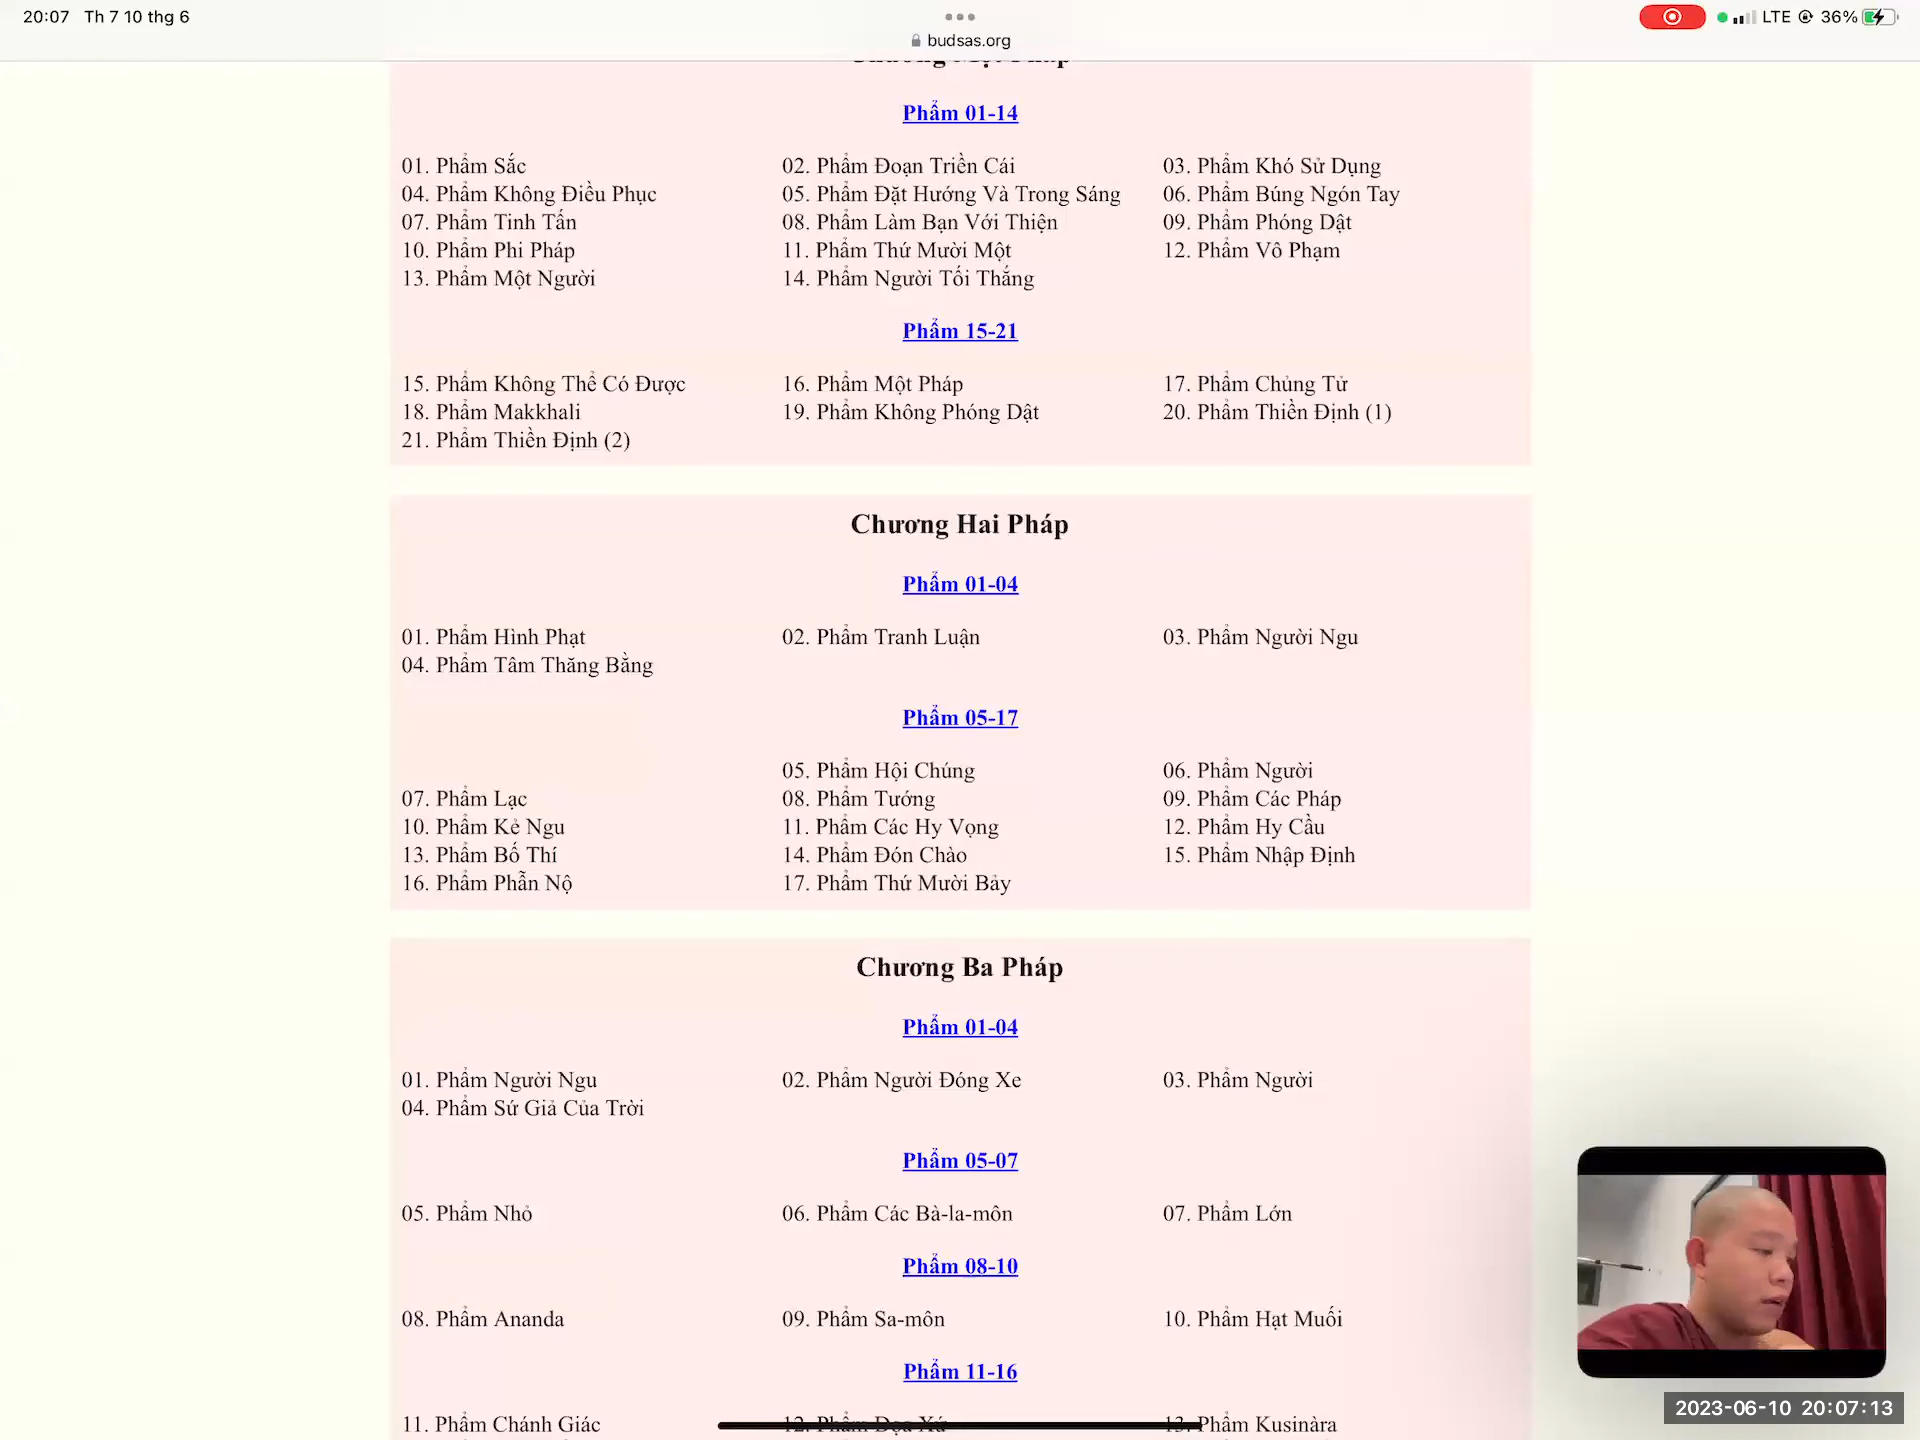 20:07 Th 7 10 thg 6
LTE 36%
budsas.org
Phẩm 01-14
01. Phẩm Sắc 02. Phẩm Đoạn Triền Cái 03. Phẩm Khó Sử Dụng
04. Phẩm Không Điều Phục 05. Phẩm Đặt Hướng Và Trong Sáng 06. Phẩm Búng Ngón Tay
07. Phẩm Tinh Tấn 08. Phẩm Làm Bạn Với Thiện 09. Phẩm Phóng Dật
10. Phẩm Phi Pháp 11. Phẩm Thứ Mười Một 12. Phẩm Vô Phạm
13. Phẩm Một Người 14. Phẩm Người Tối Thắng
Phẩm 15-21
15. Phẩm Không Thể Có Được 16. Phẩm Một Pháp 17. Phẩm Chủng Tử
18. Phẩm Makkhali 19. Phẩm Không Phóng Dật 20. Phẩm Thiền Định (1)
21. Phẩm Thiền Định (2)
Chương Hai Pháp
Phẩm 01-04
01. Phẩm Hình Phạt 02. Phẩm Tranh Luận 03. Phẩm Người Ngu
04. Phẩm Tâm Thăng Bằng
Phẩm 05-17
05. Phẩm Hội Chúng 06. Phẩm Người
07. Phẩm Lạc 08. Phẩm Tướng 09. Phẩm Các Pháp
10. Phẩm Kẻ Ngu 11. Phẩm Các Hy Vọng 12. Phẩm Hy Cầu
13. Phẩm Bố Thí 14. Phẩm Đón Chào 15. Phẩm Nhập Định
16. Phẩm Phẫn Nộ 17. Phẩm Thứ Mười Bảy
Chương Ba Pháp
Phẩm 01-04
01. Phẩm Người Ngu 02. Phẩm Người Đóng Xe 03. Phẩm Người
04. Phẩm Sứ Giả Của Trời
Phẩm 05-07
05. Phẩm Nhỏ 06. Phẩm Các Bà-la-môn 07. Phẩm Lớn
Phẩm 08-10
08. Phẩm Ananda 09. Phẩm Sa-môn 10. Phẩm Hạt Muối
Phẩm 11-16
11. Phẩm Chánh Giác 12. Phẩm Đọa Xứ 13. Phẩm Kusinàra
2023-06-10 20:07:13